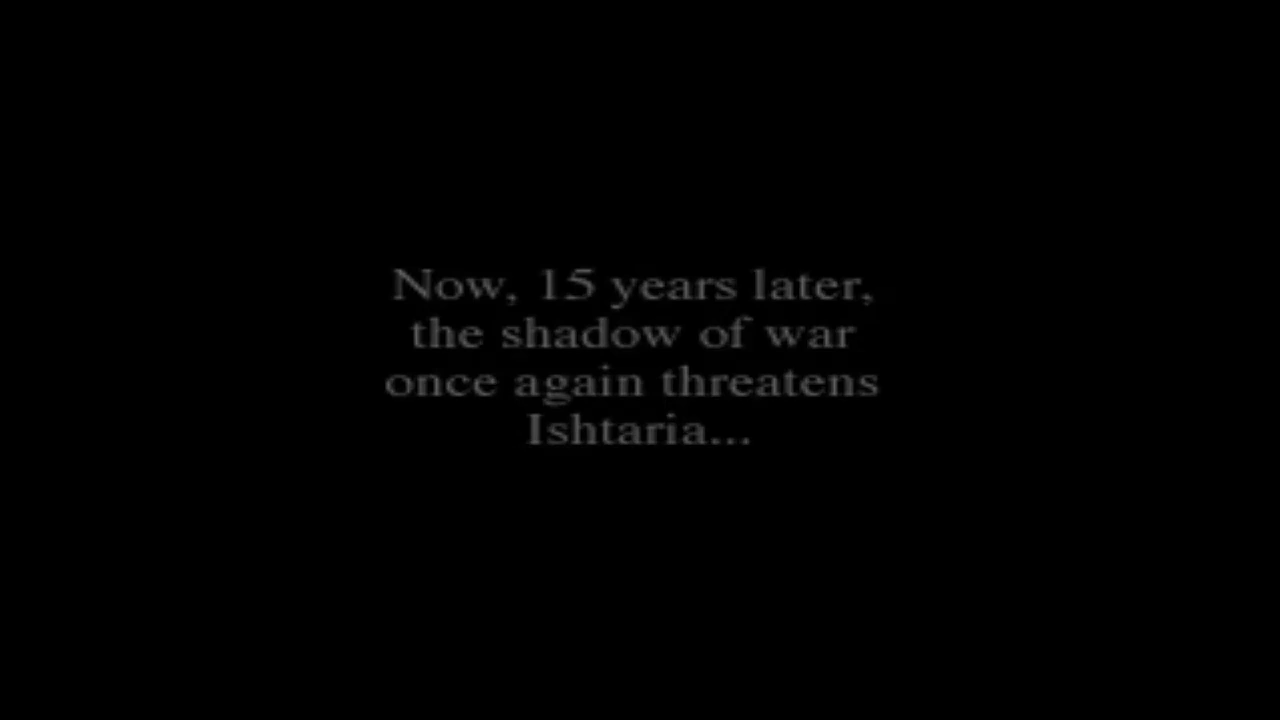 Now, 15 years later,
the shadow of war
once again threatens
Ishtaria...